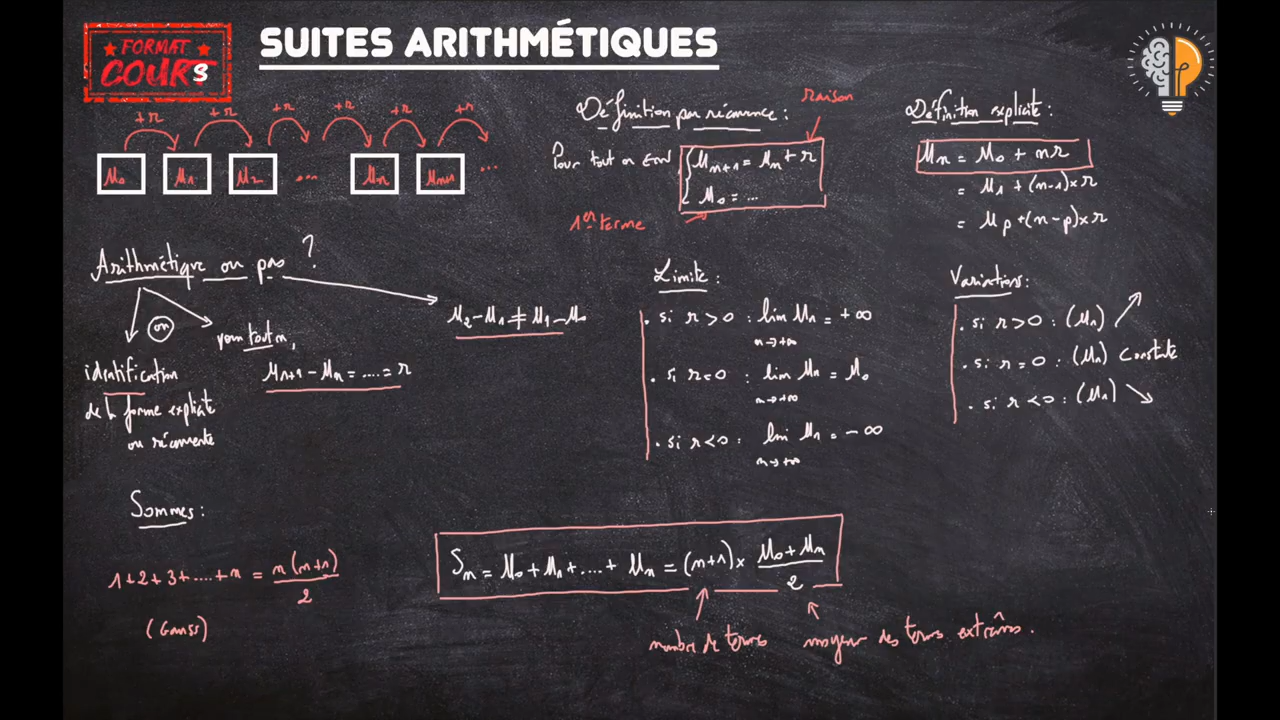 FORMAT
COURS
SUITES ARITHMÉTIQUES
+r +r +r +r +r +r
u₀ u₁ u₂ ... uₙ uₙ₊₁ ...
Définition par récurrence :
raison
Pour tout n entier
uₙ₊₁ = uₙ + r
u₀ = ...
1er terme
Définition explicite :
uₙ = u₀ + nr
= u₁ + (n-1)×r
= uₚ + (n-p)×r
Arithmétique ou pas ?
ou
identification
de la forme explicite
ou récurrente
pour tout n,
uₙ₊₁ - uₙ = .... = r
u₂ - u₁ ≠ u₁ - u₀
Limite :
. si r > 0 : lim uₙ = +∞
n→+∞
. si r = 0 : lim uₙ = u₀
n→+∞
. si r < 0 : lim uₙ = -∞
n→+∞
Variations :
. si r > 0 : (uₙ) ↗
. si r = 0 : (uₙ) constante
. si r < 0 : (uₙ) ↘
Sommes :
1 + 2 + 3 + .... + n = n(n+1)/2
(Gauss)
Sₙ = u₀ + u₁ + .... + uₙ = (n+1) × (u₀ + uₙ)/2
nombre de termes
moyenne des termes extrêmes.